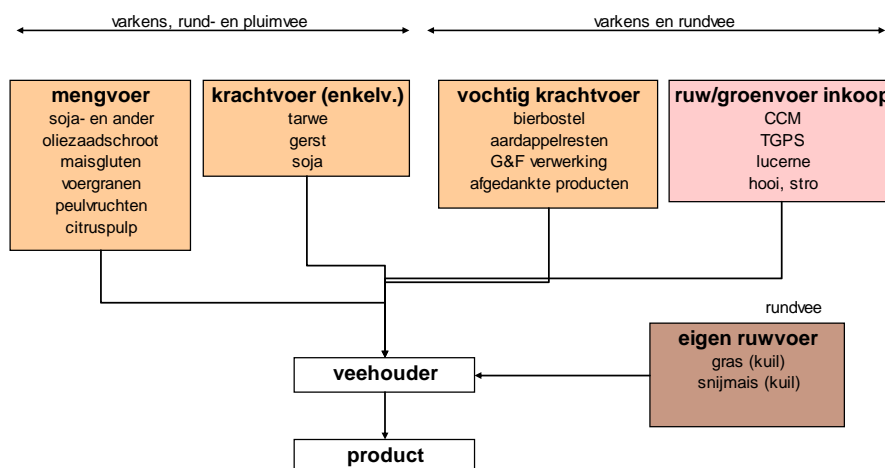 varkens, rund- en pluimvee
varkens en rundvee
mengvoer
soja- en ander
oliezaadschroot
maisgluten
voergranen
peulvruchten
citruspulp
krachtvoer (enkelv.)
tarwe
gerst
soja
vochtig krachtvoer
bierbostel
aardappelresten
G&F verwerking
afgedankte producten
ruw/groenvoer inkoop
CCM
TGPS
lucerne
hooi, stro
rundvee
eigen ruwvoer
gras (kuil)
snijmais (kuil)
veehouder
product